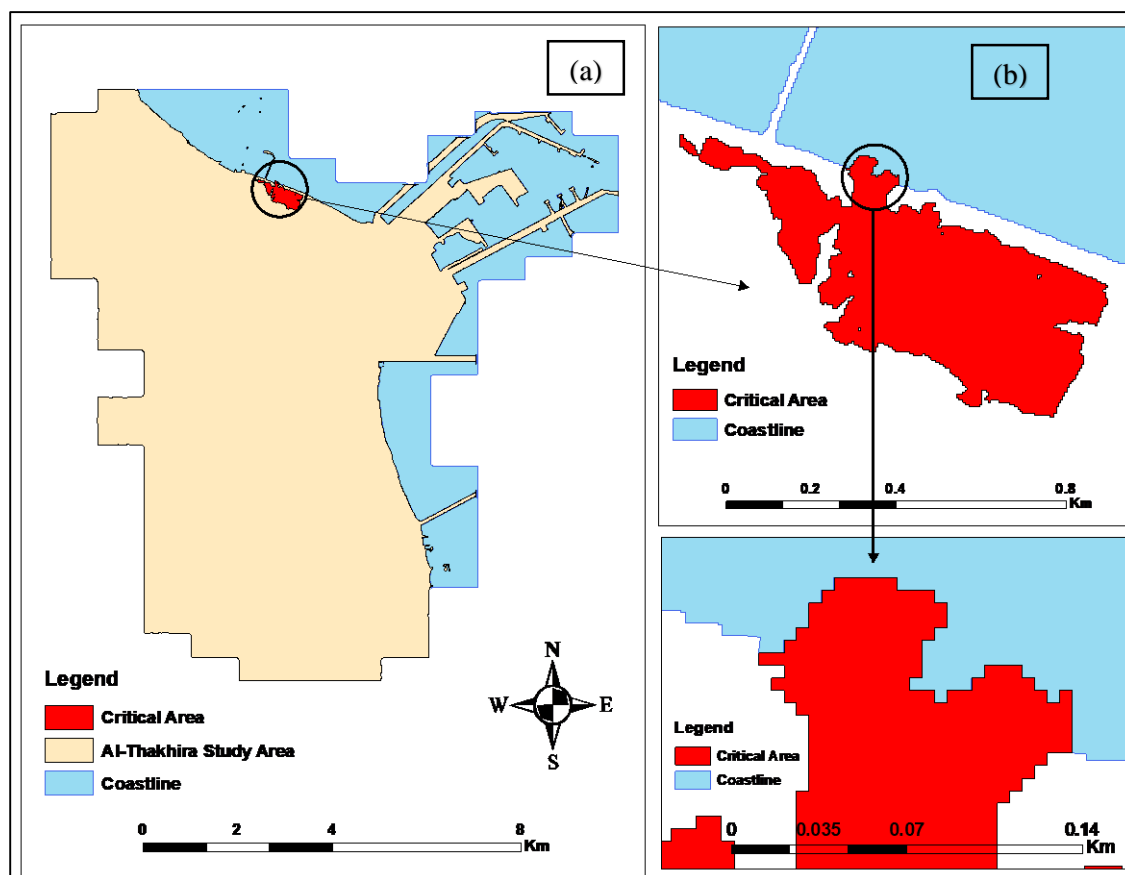 (a)
N
W E
S
Legend
Critical Area
Al-Thakhira Study Area
Coastline
0 2 4 8
Km
(b)
Legend
Critical Area
Coastline
0 0.2 0.4 0.8
Km
Legend
Critical Area
Coastline
0 0.035 0.07 0.14
Km